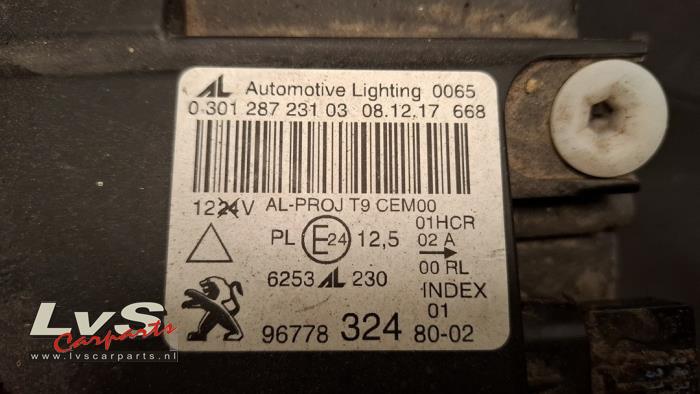 AL Automotive Lighting 0065
0 301 287 231 03 08.12.17 668
1224V AL-PROJ T9 CEM00
PL E24 12,5
01HCR
02 A
00 RL
6253 AL 230
INDEX
01
96778 324 80-02
LvS
Carparts
www.lvscarparts.nl